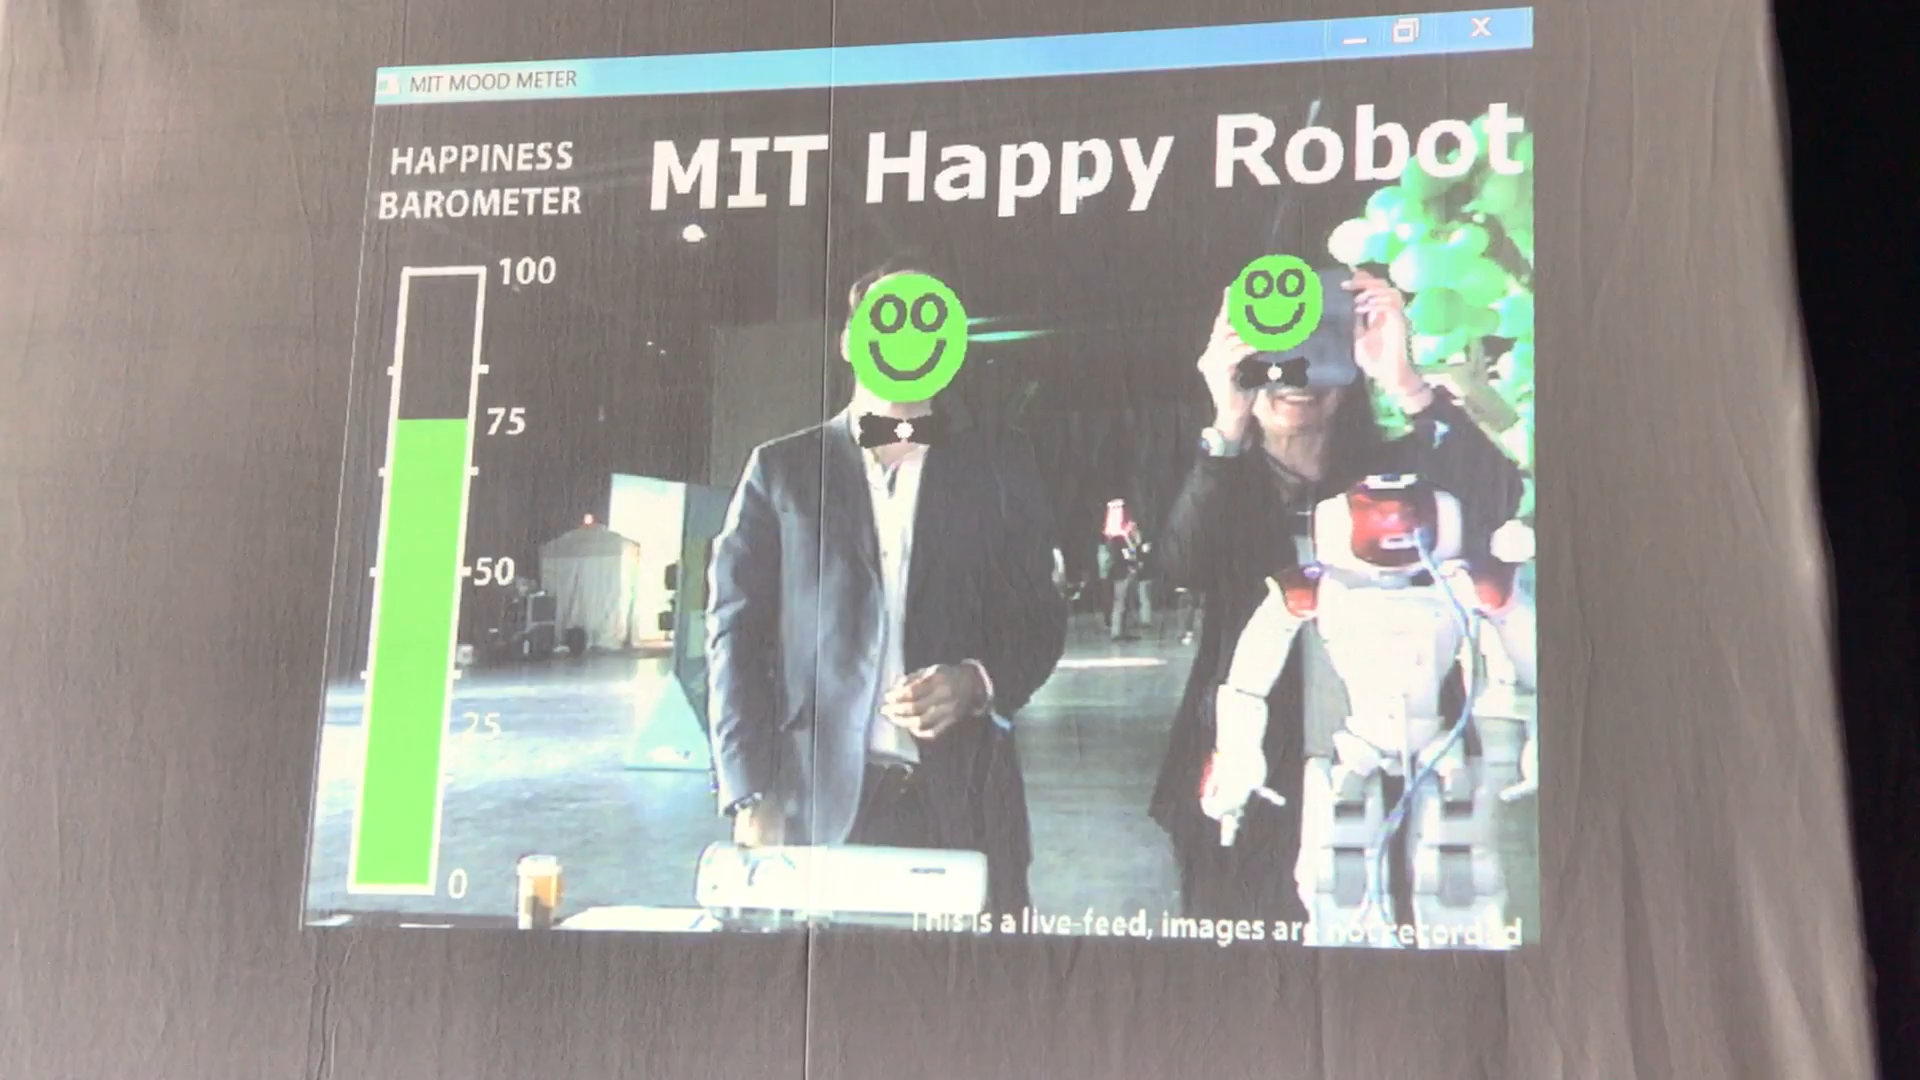 MIT MOOD METER
MIT Happy Robot
HAPPINESS
BAROMETER
100
75
50
25
0
This is a live-feed, images are not recorded